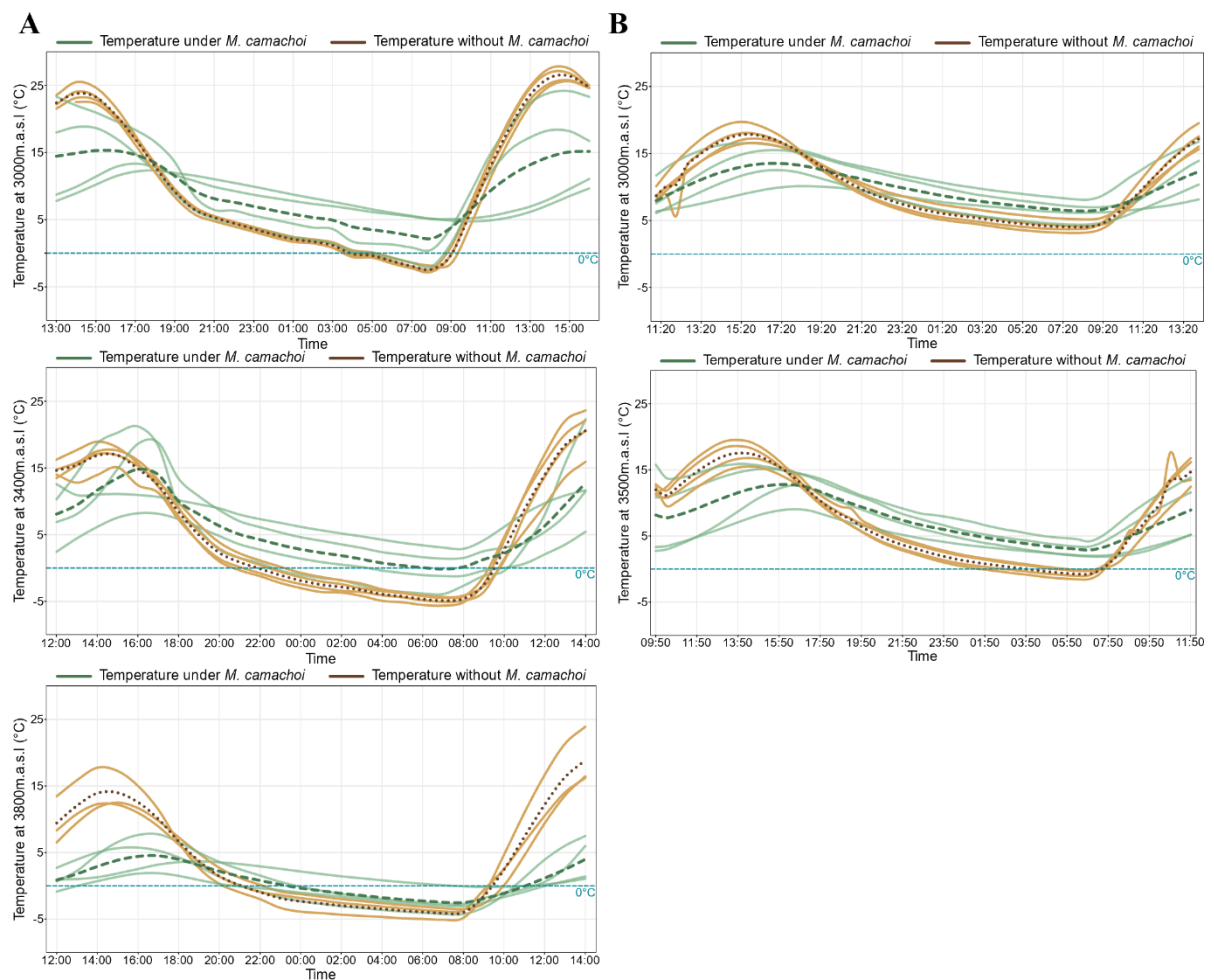 A
Temperature under M. camachoi Temperature without M. camachoi
Temperature at 3000m.a.s.l (°C)
25
15
5
-5
0°C
13:00 15:00 17:00 19:00 21:00 23:00 01:00 03:00 05:00 07:00 09:00 11:00 13:00 15:00
Time
B
Temperature under M. camachoi Temperature without M. camachoi
Temperature at 3000m.a.s.l (°C)
25
15
5
-5
0°C
11:20 13:20 15:20 17:20 19:20 21:20 23:20 01:20 03:20 05:20 07:20 09:20 11:20 13:20
Time
Temperature under M. camachoi Temperature without M. camachoi
Temperature at 3400m.a.s.l (°C)
25
15
5
-5
0°C
12:00 14:00 16:00 18:00 20:00 22:00 00:00 02:00 04:00 06:00 08:00 10:00 12:00 14:00
Time
Temperature under M. camachoi Temperature without M. camachoi
Temperature at 3500m.a.s.l (°C)
25
15
5
-5
0°C
09:50 11:50 13:50 15:50 17:50 19:50 21:50 23:50 01:50 03:50 05:50 07:50 09:50 11:50
Time
Temperature under M. camachoi Temperature without M. camachoi
Temperature at 3800m.a.s.l (°C)
25
15
5
-5
0°C
12:00 14:00 16:00 18:00 20:00 22:00 00:00 02:00 04:00 06:00 08:00 10:00 12:00 14:00
Time